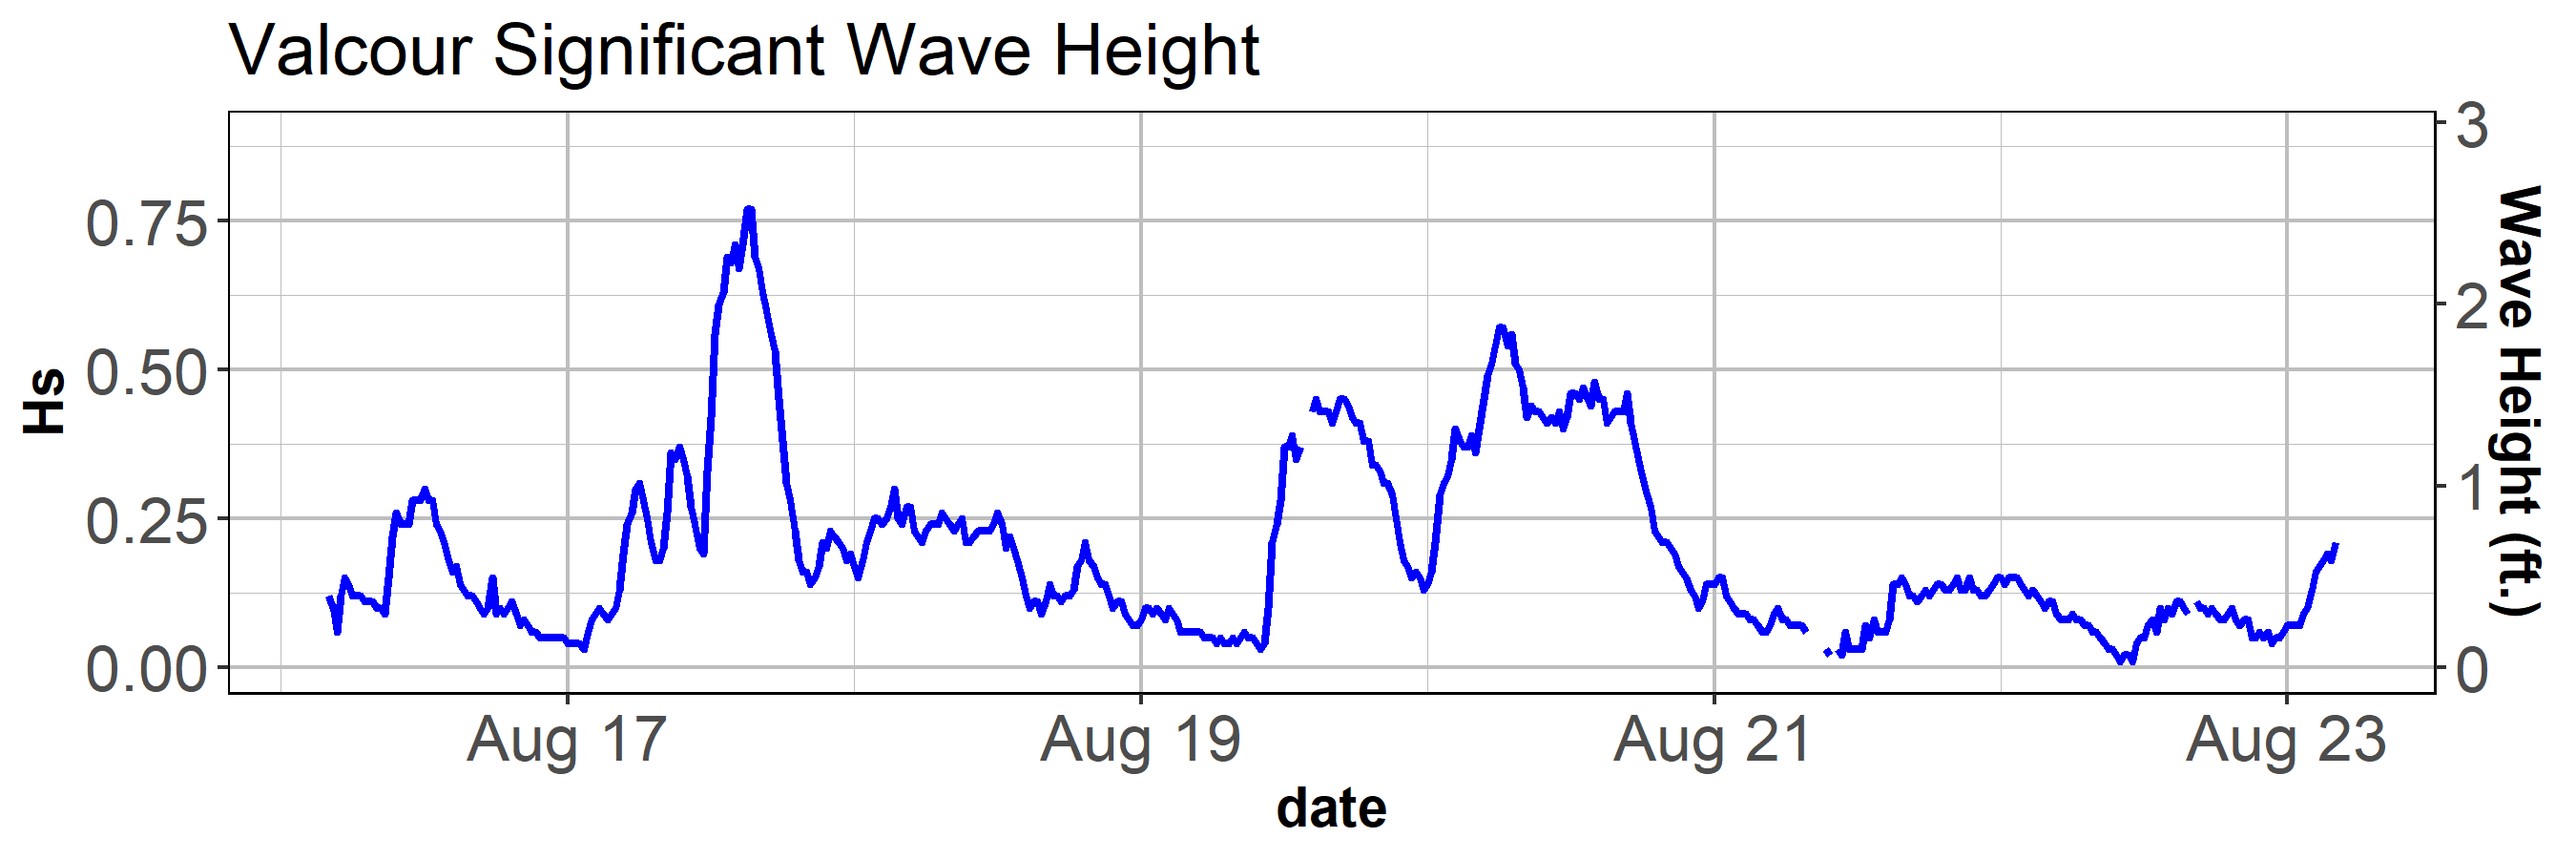 Valcour Significant Wave Height
Hs
0.75
0.50
0.25
0.00
3
2
1
0
Wave Height (ft.)
Aug 17
Aug 19
Aug 21
Aug 23
date